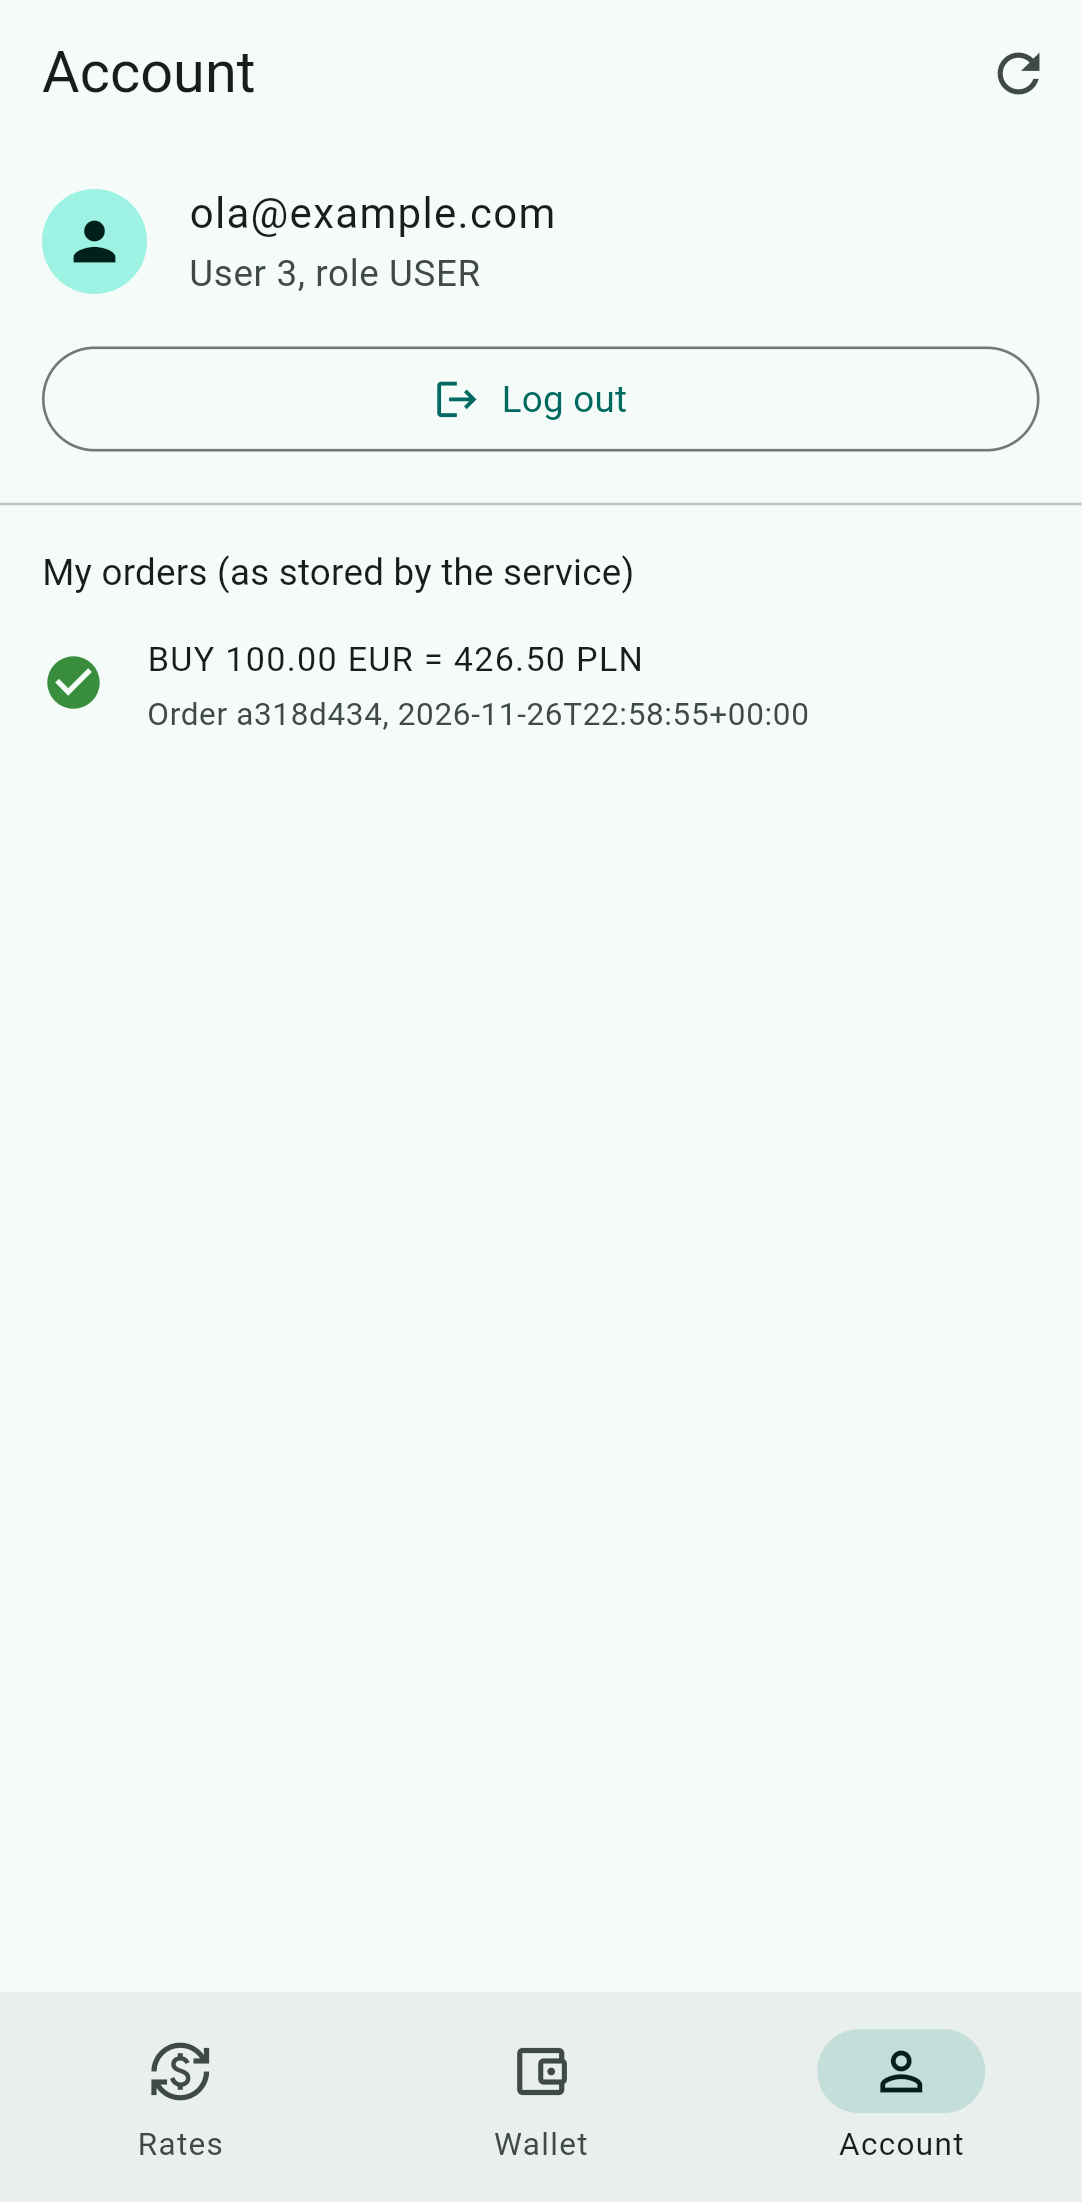 Account
ola@example.com
User 3, role USER
Log out
My orders (as stored by the service)
BUY 100.00 EUR = 426.50 PLN
Order a318d434, 2026-11-26T22:58:55+00:00
Rates
Wallet
Account